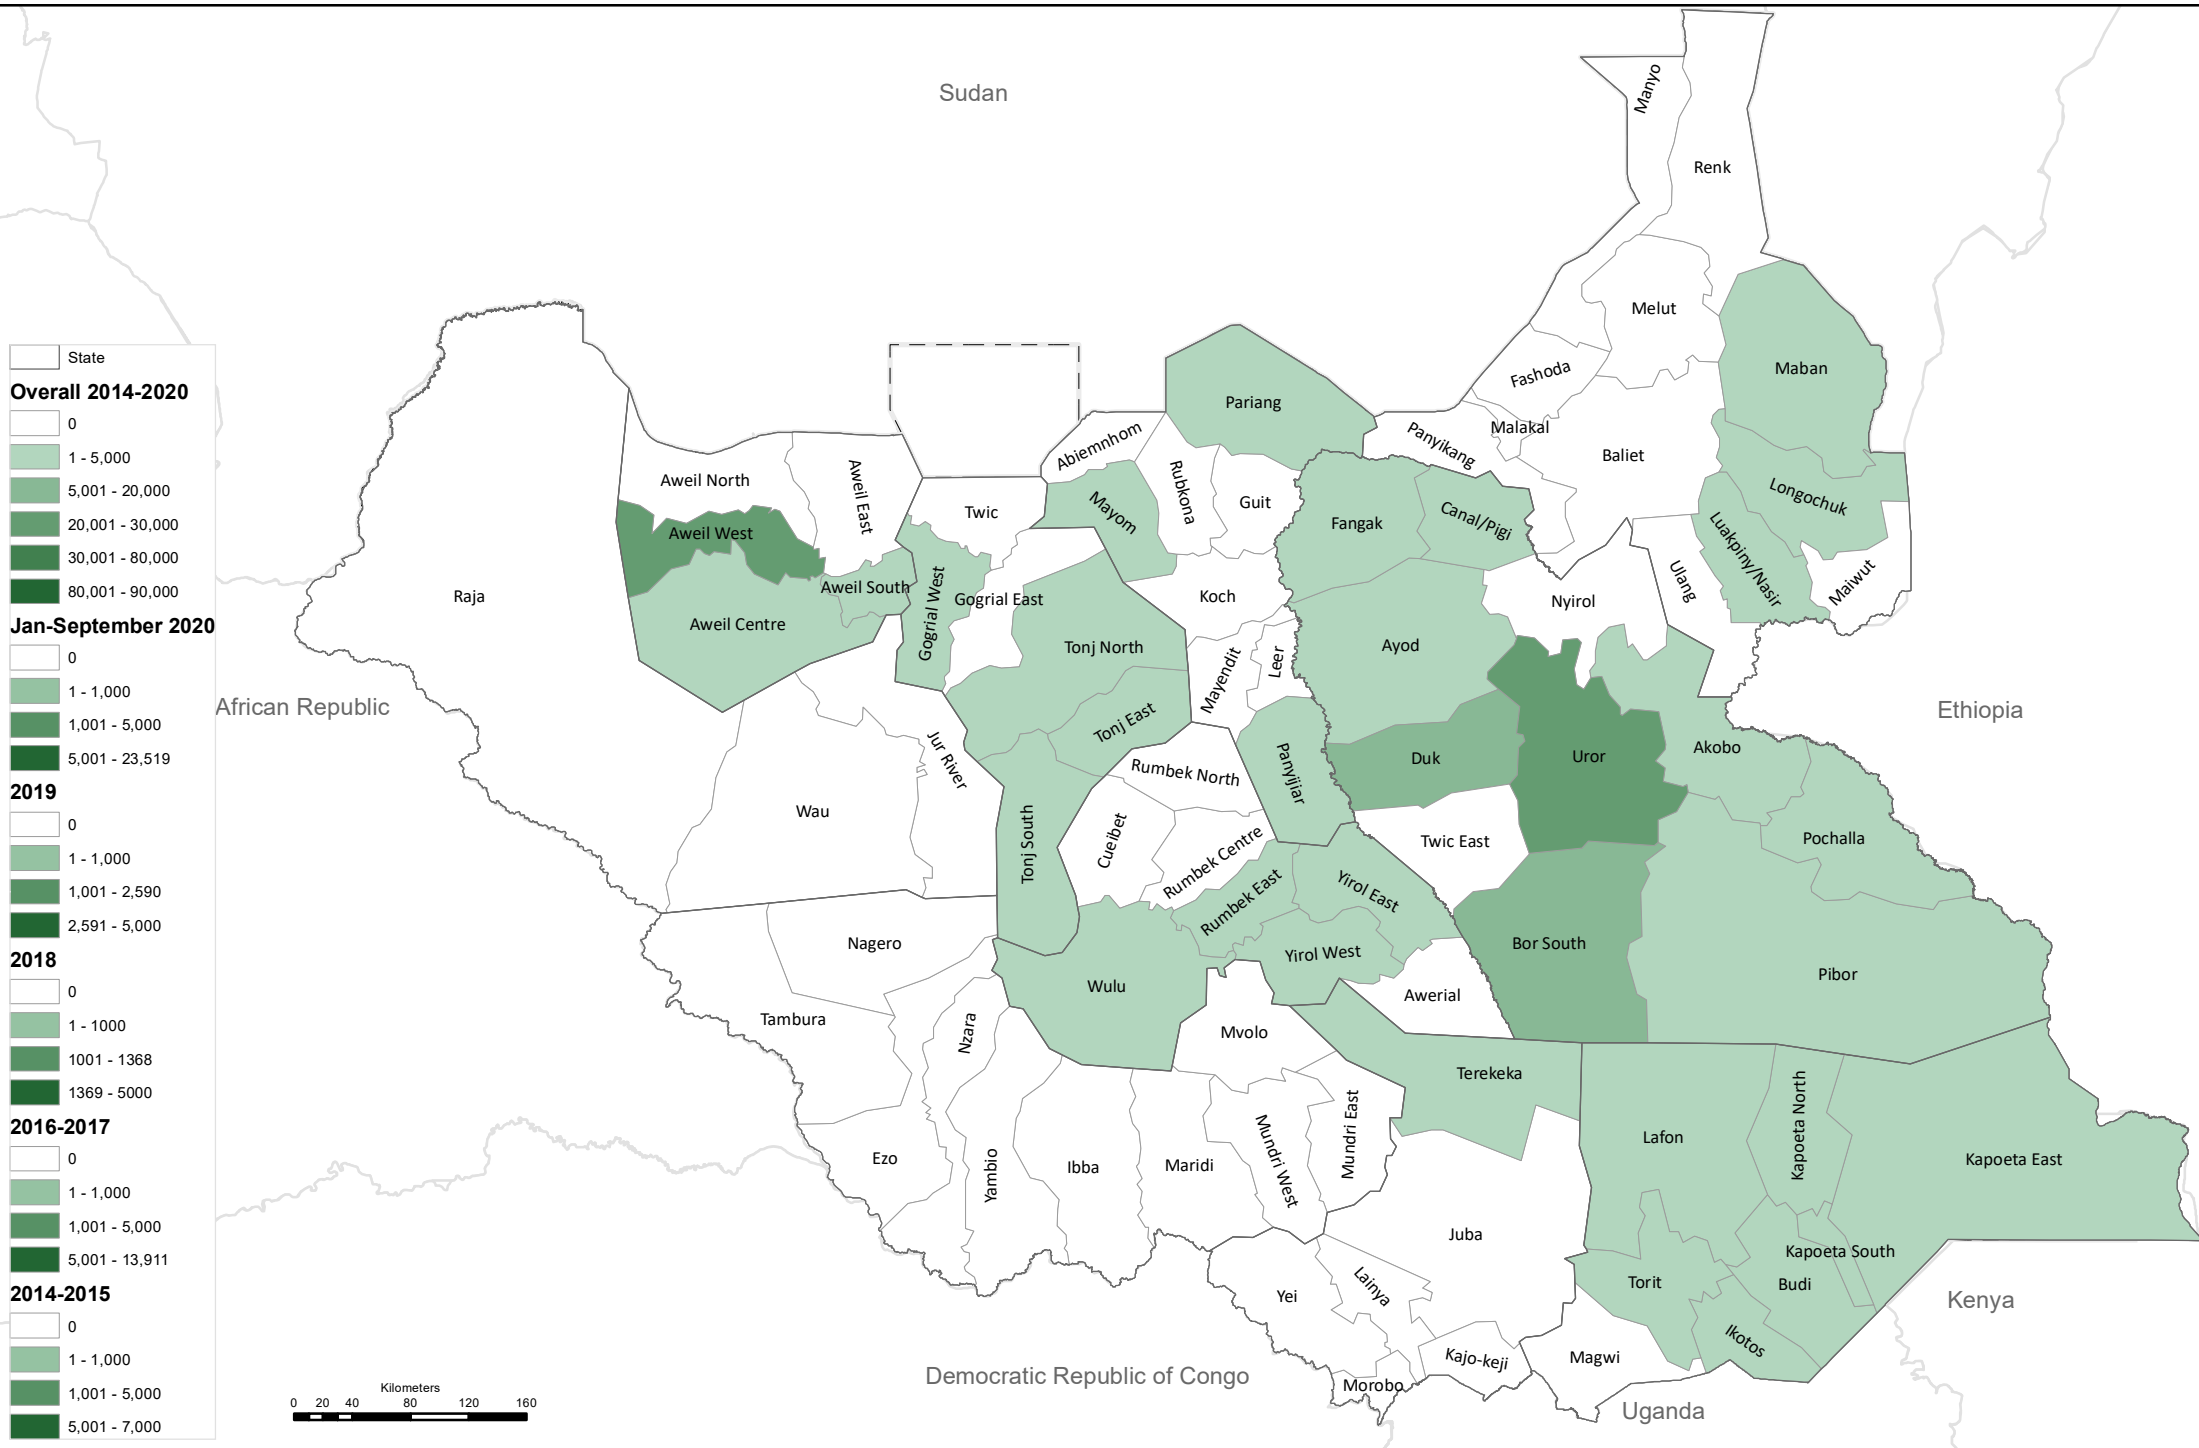 Sudan
Manyo
Renk
Melut
Maban
Fashoda
Pariang
Malakal
Panyikang
Abiemnhom
Baliet
Aweil North
Aweil East
Rubkona
Guit
Twic
Mayom
Longochuk
Fangak
Canal/Pigi
Aweil West
Luakpiny/Nasir
Ulang
Maiwut
Aweil South
Raja
Koch
Gogrial East
Gogrial West
Nyirol
Aweil Centre
Tonj North
Ayod
Leer
Mayendit
African Republic
Ethiopia
Tonj East
Akobo
Duk
Uror
Jur River
Rumbek North
Panyijiar
Wau
Tonj South
Cueibet
Rumbek Centre
Twic East
Pochalla
Rumbek East
Yirol East
Nagero
Bor South
Yirol West
Wulu
Pibor
Awerial
Tambura
Nzara
Mvolo
Terekeka
Kapoeta North
Mundri East
Lafon
Ezo
Yambio
Ibba
Maridi
Mundri West
Kapoeta East
Juba
Kapoeta South
Torit
Budi
Lainya
Yei
Kenya
Ikotos
Magwi
Kajo-keji
Democratic Republic of Congo
Morobo
Uganda
State
Overall 2014-2020
0
1 - 5,000
5,001 - 20,000
20,001 - 30,000
30,001 - 80,000
80,001 - 90,000
Jan-September 2020
0
1 - 1,000
1,001 - 5,000
5,001 - 23,519
2019
0
1 - 1,000
1,001 - 2,590
2,591 - 5,000
2018
0
1 - 1000
1001 - 1368
1369 - 5000
2016-2017
0
1 - 1,000
1,001 - 5,000
5,001 - 13,911
2014-2015
0
1 - 1,000
1,001 - 5,000
5,001 - 7,000
Kilometers
0 20 40 80 120 160